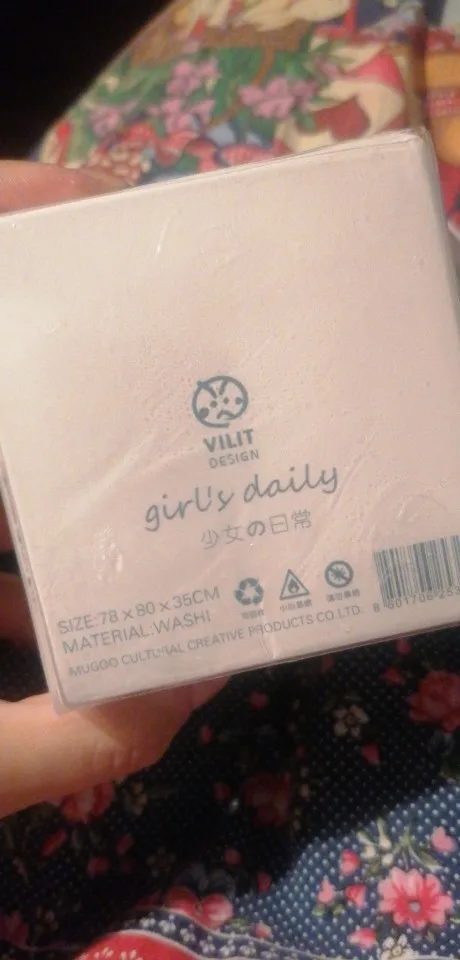 VILIT
DESIGN
girl's daily
少女の日常
SIZE:78 x 80 x 35CM
MATERIAL:WASHI
MUGOO CULTURAL CREATIVE PRODUCTS CO.LTD.